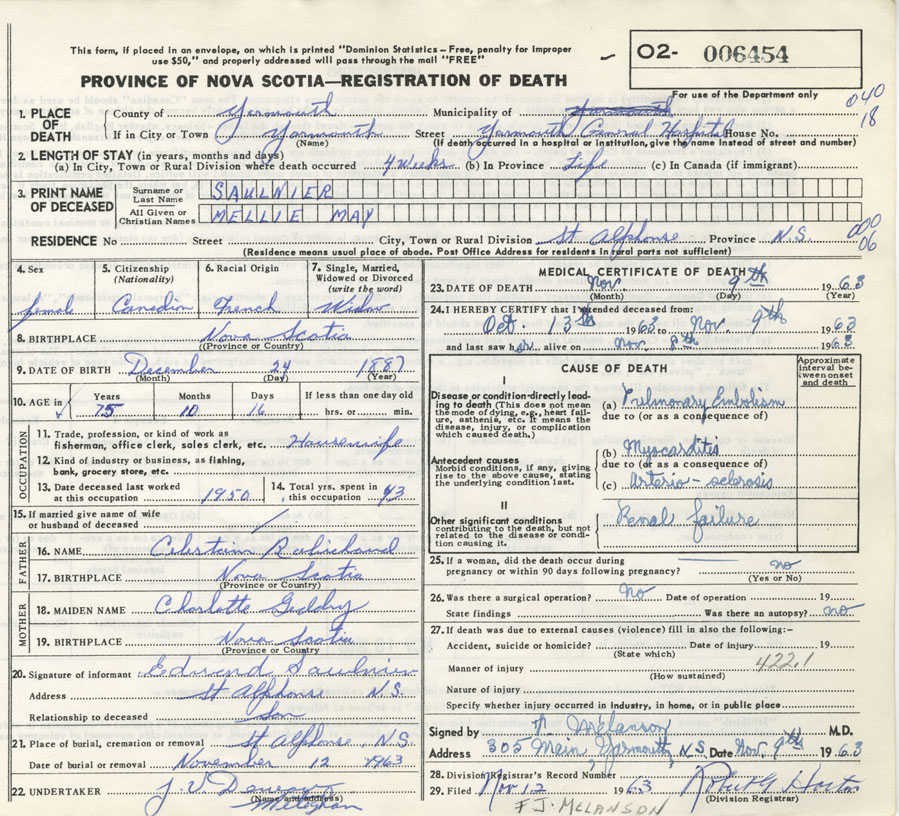 This form, if placed in an envelope, on which is printed "Dominion Statistics – Free, penalty for Improper
use $50," and properly addressed will pass through the mail "FREE"
O2- 006454
PROVINCE OF NOVA SCOTIA—REGISTRATION OF DEATH
For use of the Department only
040
18
1. PLACE OF DEATH
County of Yarmouth Municipality of Yarmouth
If in City or Town Yarmouth Street Yarmouth General Hospital House No.
(Name) (If death occurred in a hospital or institution, give the name instead of street and number)
2. LENGTH OF STAY (in years, months and days)
(a) In City, Town or Rural Division where death occurred 4 weeks (b) In Province Life (c) In Canada (if immigrant)
3. PRINT NAME OF DECEASED
Surname or Last Name SAULNIER
All Given or Christian Names MELLIE MAY
RESIDENCE No Street City, Town or Rural Division St Alphonse Province N.S.
000
06
(Residence means usual place of abode. Post Office Address for residents in rural parts not sufficient)
4. Sex female
5. Citizenship (Nationality) Canadian
6. Racial Origin French
7. Single, Married, Widowed or Divorced (write the word) Widow
8. BIRTHPLACE Nova Scotia
(Province or Country)
9. DATE OF BIRTH December 24 1887
(Month) (Day) (Year)
10. AGE in Years 75 Months 10 Days 16 If less than one day old hrs. or min.
OCCUPATION
11. Trade, profession, or kind of work as
fisherman, office clerk, sales clerk, etc. Housewife
12. Kind of industry or business, as fishing,
bank, grocery store, etc.
13. Date deceased last worked at this occupation 1950
14. Total yrs. spent in this occupation 43
15. If married give name of wife
or husband of deceased
FATHER
16. NAME
17. BIRTHPLACE Nova Scotia
(Province or Country)
MOTHER
18. MAIDEN NAME Charlotte
19. BIRTHPLACE Nova Scotia
(Province or Country
20. Signature of informant Edward Saulnier
Address St Alphonse N.S.
Relationship to deceased Son
21. Place of burial, cremation or removal St Alphonse, N.S.
Date of burial or removal November 12 1963
22. UNDERTAKER J. V. Meteghan
(Name and address)
MEDICAL CERTIFICATE OF DEATH
23. DATE OF DEATH Nov. 9th 1963
(Month) (Day) (Year)
24. I HEREBY CERTIFY that I attended deceased from:
Oct. 13th 1963 to Nov. 9th 1963
and last saw her alive on Nov. 9th 1963
CAUSE OF DEATH
Approximate interval between onset and death
I
Disease or condition directly leading to death (This does not mean the mode of dying, e.g., heart failure, asthenia, etc. It means the disease, injury, or complication which caused death.)
(a) Pulmonary Embolism
due to (or as a consequence of)
Antecedent causes
Morbid conditions, if any, giving rise to the above cause, stating the underlying condition last.
(b) Myocarditis
due to (or as a consequence of)
(c) Arterio-sclerosis
II
Other significant conditions
contributing to the death, but not related to the disease or condition causing it.
Renal failure
25. If a woman, did the death occur during
pregnancy or within 90 days following pregnancy? no
(Yes or No)
26. Was there a surgical operation? No Date of operation 19
State findings Was there an autopsy? no
27. If death was due to external causes (violence) fill in also the following:–
Accident, suicide or homicide? Date of injury 19
(State which)
422.1
Manner of injury
(How sustained)
Nature of injury
Specify whether injury occurred in industry, in home, or in public place
Signed by Melanson M.D.
Address 305 Main, Yarmouth, N.S. Date Nov. 9th 1963
28. Division Registrar's Record Number
29. Filed Nov 12 1963
(Division Registrar)
F J. MCLANSON